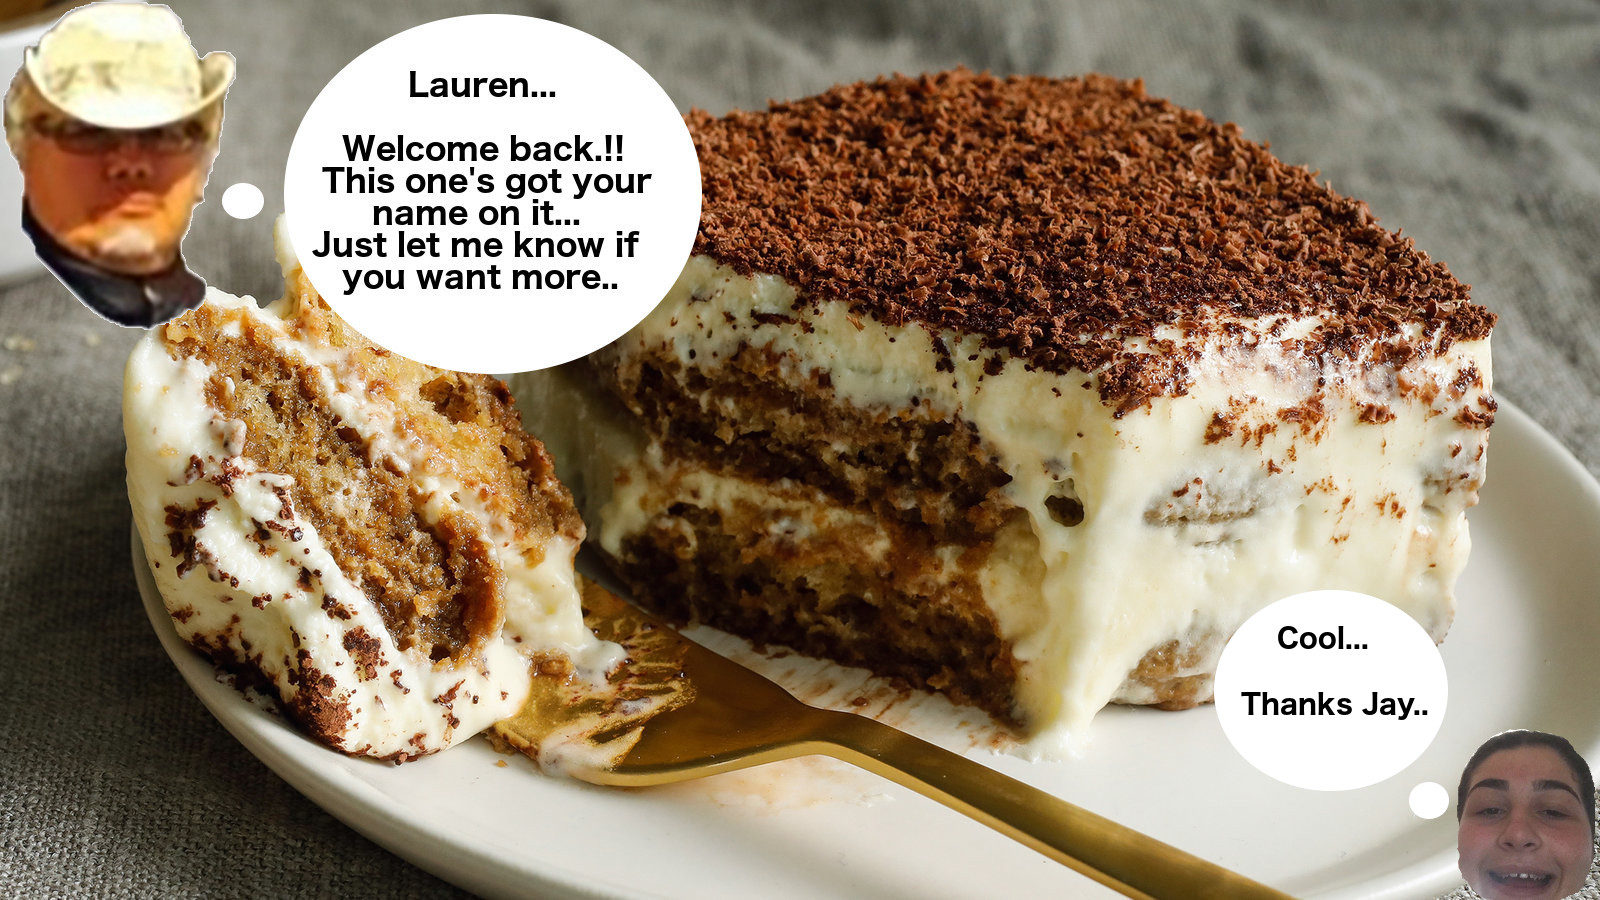 Lauren...
Welcome back.!!
This one's got your
name on it...
Just let me know if
you want more..
Cool...
Thanks Jay..